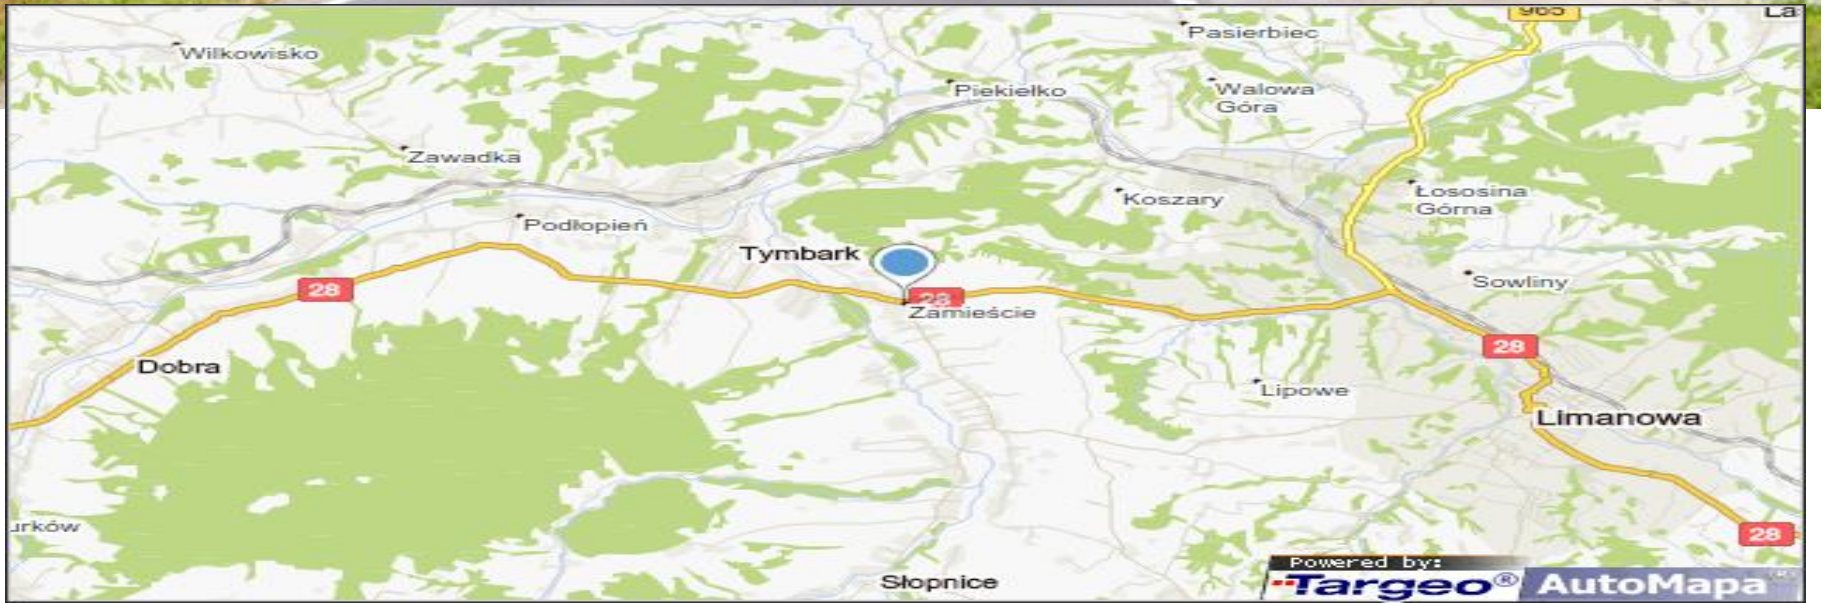 965
Pasierbiec
Wilkowisko
Piekiełko
Walowa
Góra
Zawadka
Koszary
Łososina
Górna
Podłopień
Tymbark
28
28
Zamieście
Sowliny
28
Dobra
Lipowe
Limanowa
28
Słopnice
Powered by:
Targeo® AutoMapa